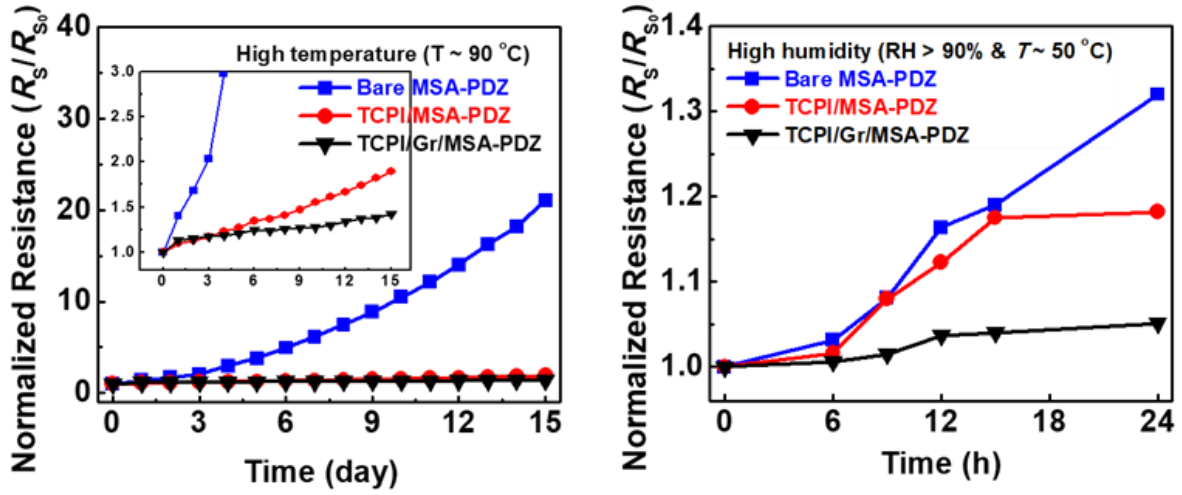 Normalized Resistance (Rs/Rs₀)
40
30
20
10
0
High temperature (T ~ 90 °C)
3.0
2.5
2.0
1.5
1.0
0 3 6 9 12 15
Bare MSA-PDZ
TCPI/MSA-PDZ
TCPI/Gr/MSA-PDZ
0 3 6 9 12 15
Time (day)
Normalized Resistance (Rs/Rs₀)
1.4
1.3
1.2
1.1
1.0
High humidity (RH > 90% & T ~ 50 °C)
Bare MSA-PDZ
TCPI/MSA-PDZ
TCPI/Gr/MSA-PDZ
0 6 12 18 24
Time (h)